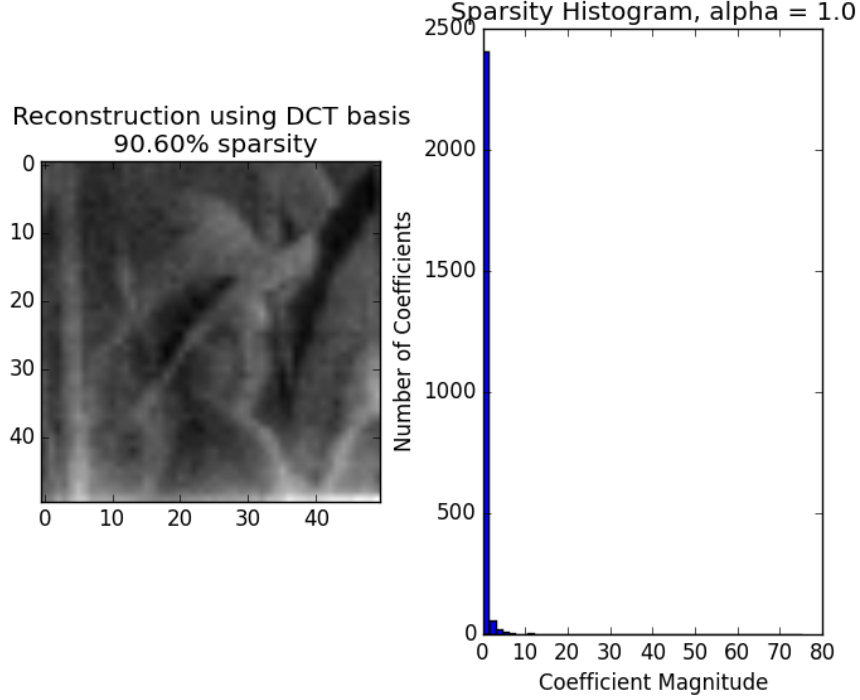 Reconstruction using DCT basis
90.60% sparsity
0
10
20
30
40
0 10 20 30 40
Sparsity Histogram, alpha = 1.0
Number of Coefficients
2500
2000
1500
1000
500
0
0 10 20 30 40 50 60 70 80
Coefficient Magnitude